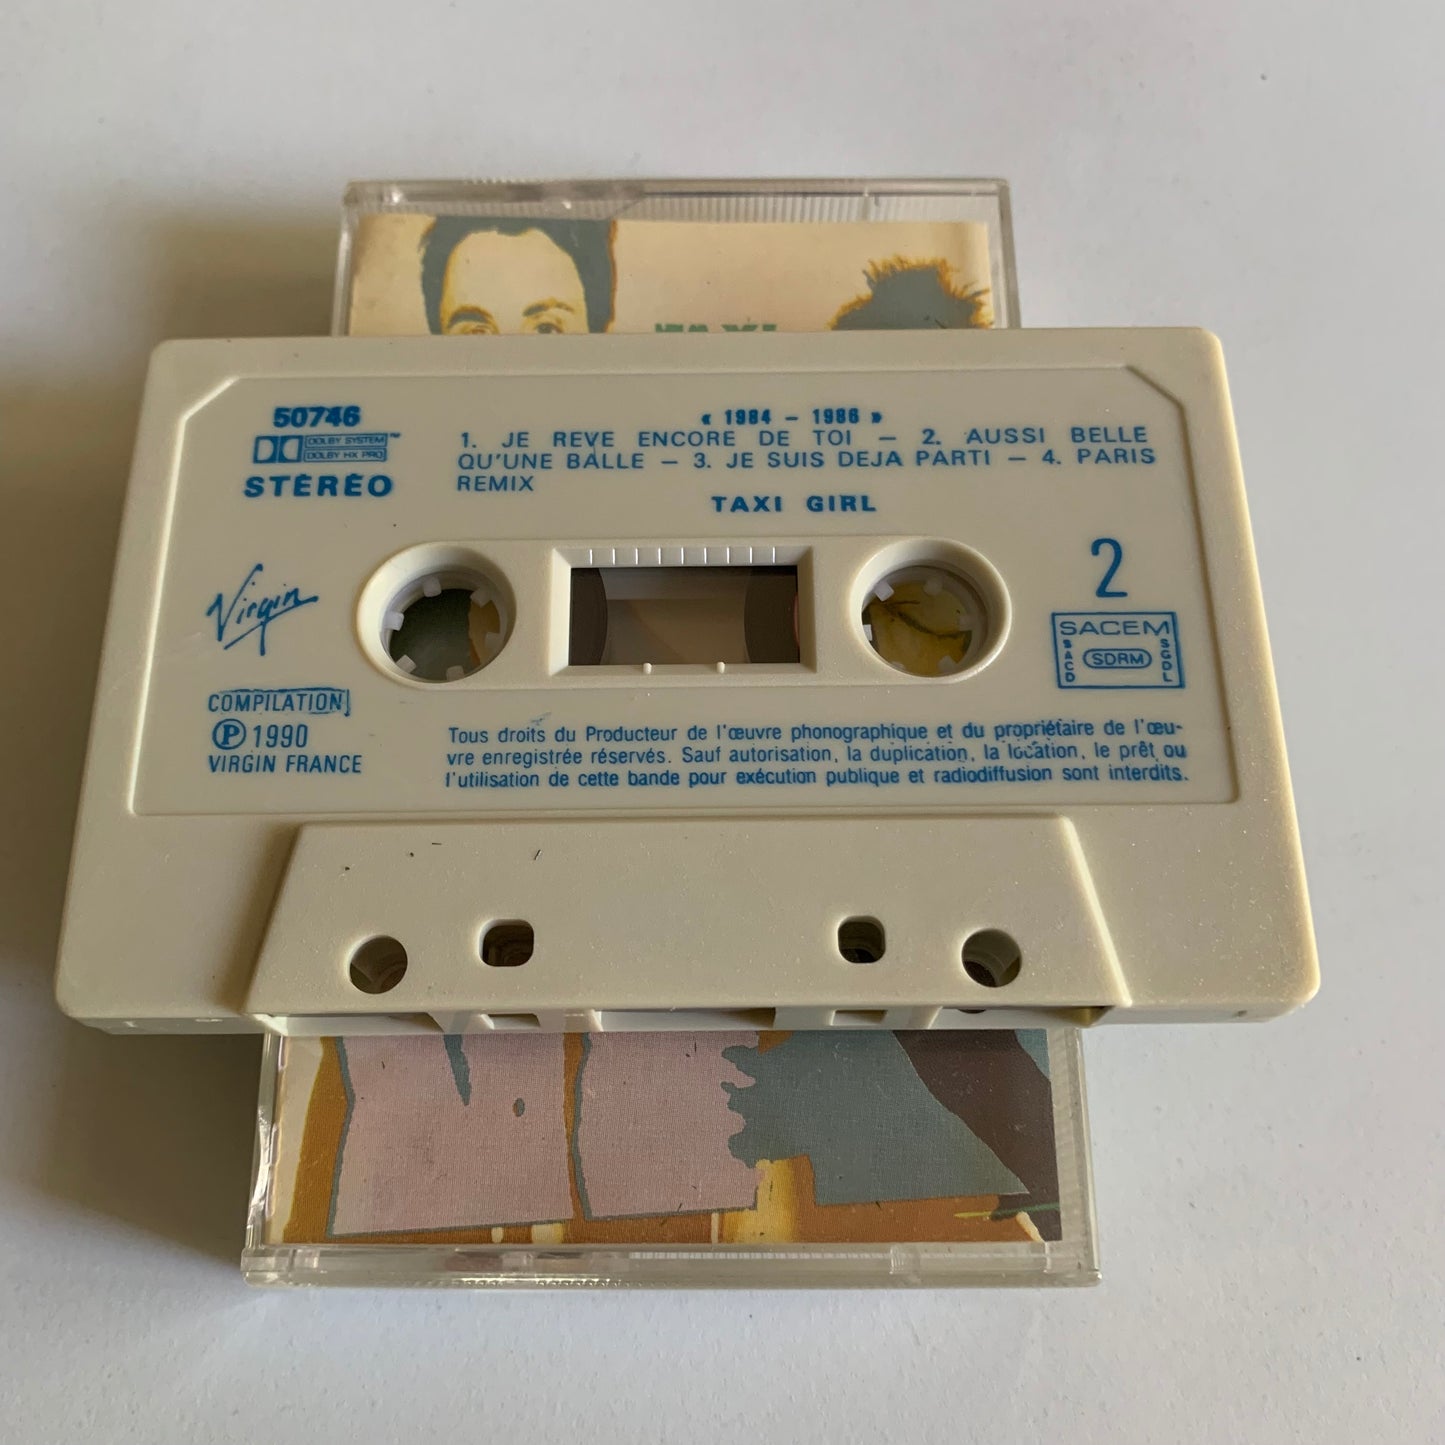 TAXI
50746
« 1984 – 1986 »
DOLBY SYSTEM™
DOLBY HX PRO
STÉRÉO
1. JE REVE ENCORE DE TOI – 2. AUSSI BELLE
QU'UNE BALLE – 3. JE SUIS DEJA PARTI – 4. PARIS
REMIX
TAXI GIRL
Virgin
2
SACEM
SACD
SDRM
SGDL
COMPILATION
Ⓟ 1990
VIRGIN FRANCE
Tous droits du Producteur de l'œuvre phonographique et du propriétaire de l'œu-
vre enregistrée réservés. Sauf autorisation, la duplication, la location, le prêt ou
l'utilisation de cette bande pour exécution publique et radiodiffusion sont interdits.